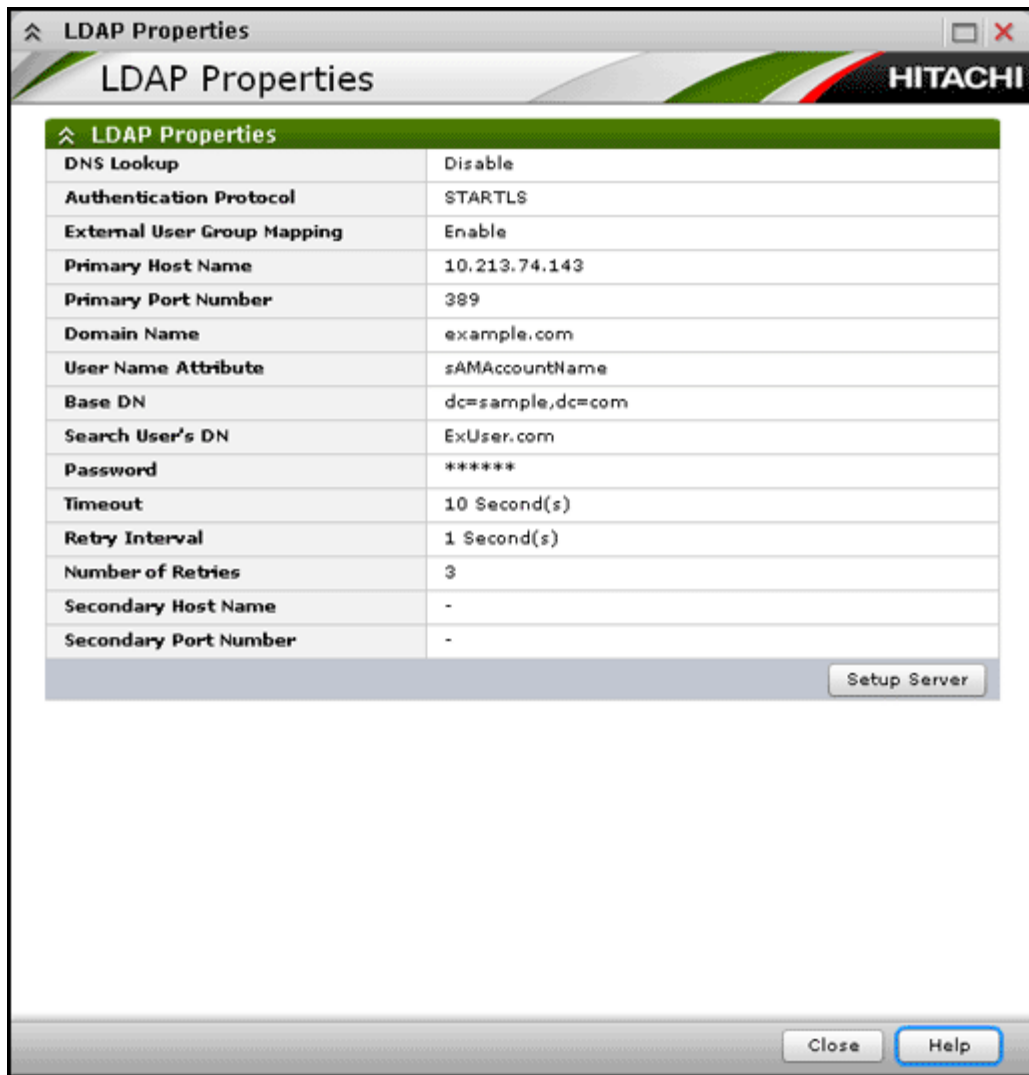 LDAP Properties
LDAP Properties
HITACHI
LDAP Properties
DNS Lookup Disable
Authentication Protocol STARTLS
External User Group Mapping Enable
Primary Host Name 10.213.74.143
Primary Port Number 389
Domain Name example.com
User Name Attribute sAMAccountName
Base DN dc=sample,dc=com
Search User's DN ExUser.com
Password ******
Timeout 10 Second(s)
Retry Interval 1 Second(s)
Number of Retries 3
Secondary Host Name -
Secondary Port Number -
Setup Server
Close Help